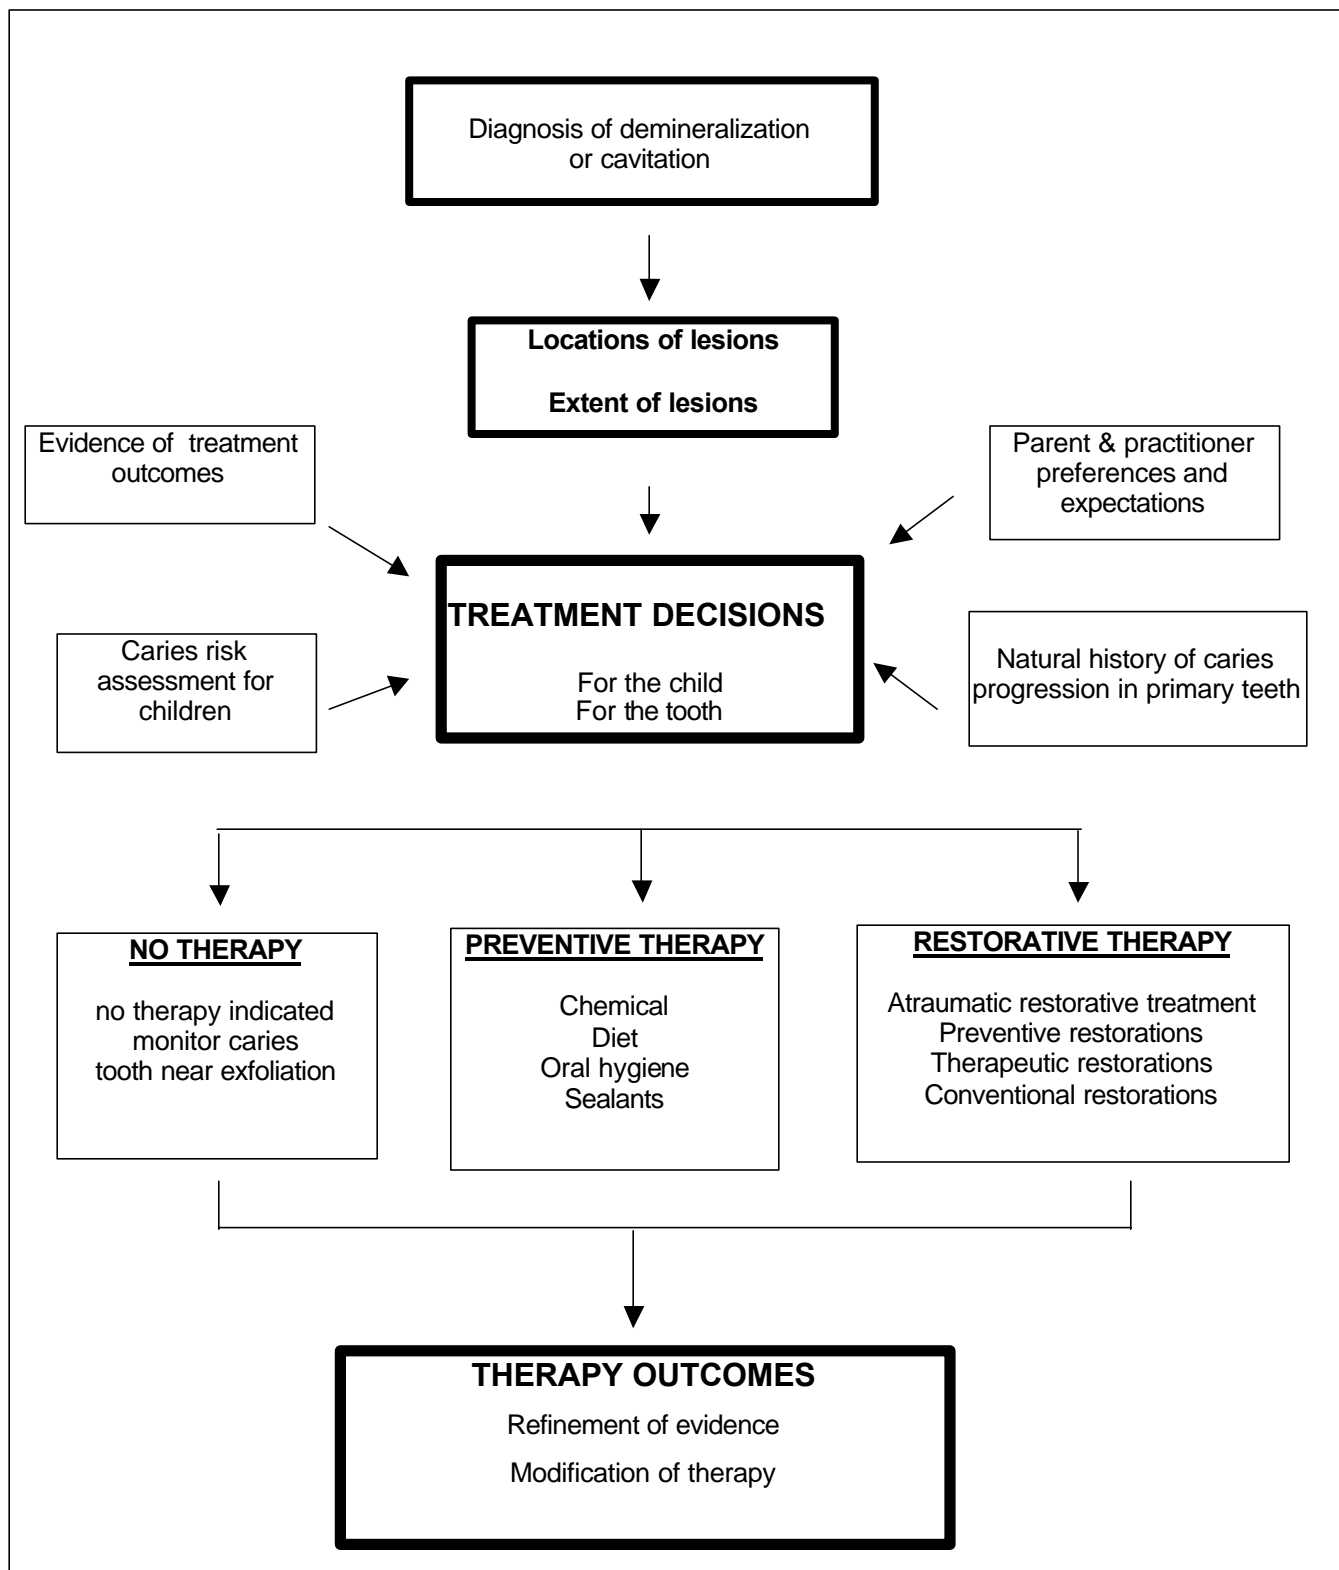 Diagnosis of demineralization
or cavitation
Locations of lesions
Extent of lesions
Evidence of treatment
outcomes
Parent & practitioner
preferences and
expectations
TREATMENT DECISIONS
For the child
For the tooth
Caries risk
assessment for
children
Natural history of caries
progression in primary teeth
NO THERAPY
no therapy indicated
monitor caries
tooth near exfoliation
PREVENTIVE THERAPY
Chemical
Diet
Oral hygiene
Sealants
RESTORATIVE THERAPY
Atraumatic restorative treatment
Preventive restorations
Therapeutic restorations
Conventional restorations
THERAPY OUTCOMES
Refinement of evidence
Modification of therapy